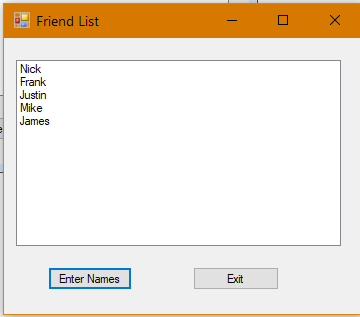 Friend List
Nick
Frank
Justin
Mike
James
Enter Names
Exit